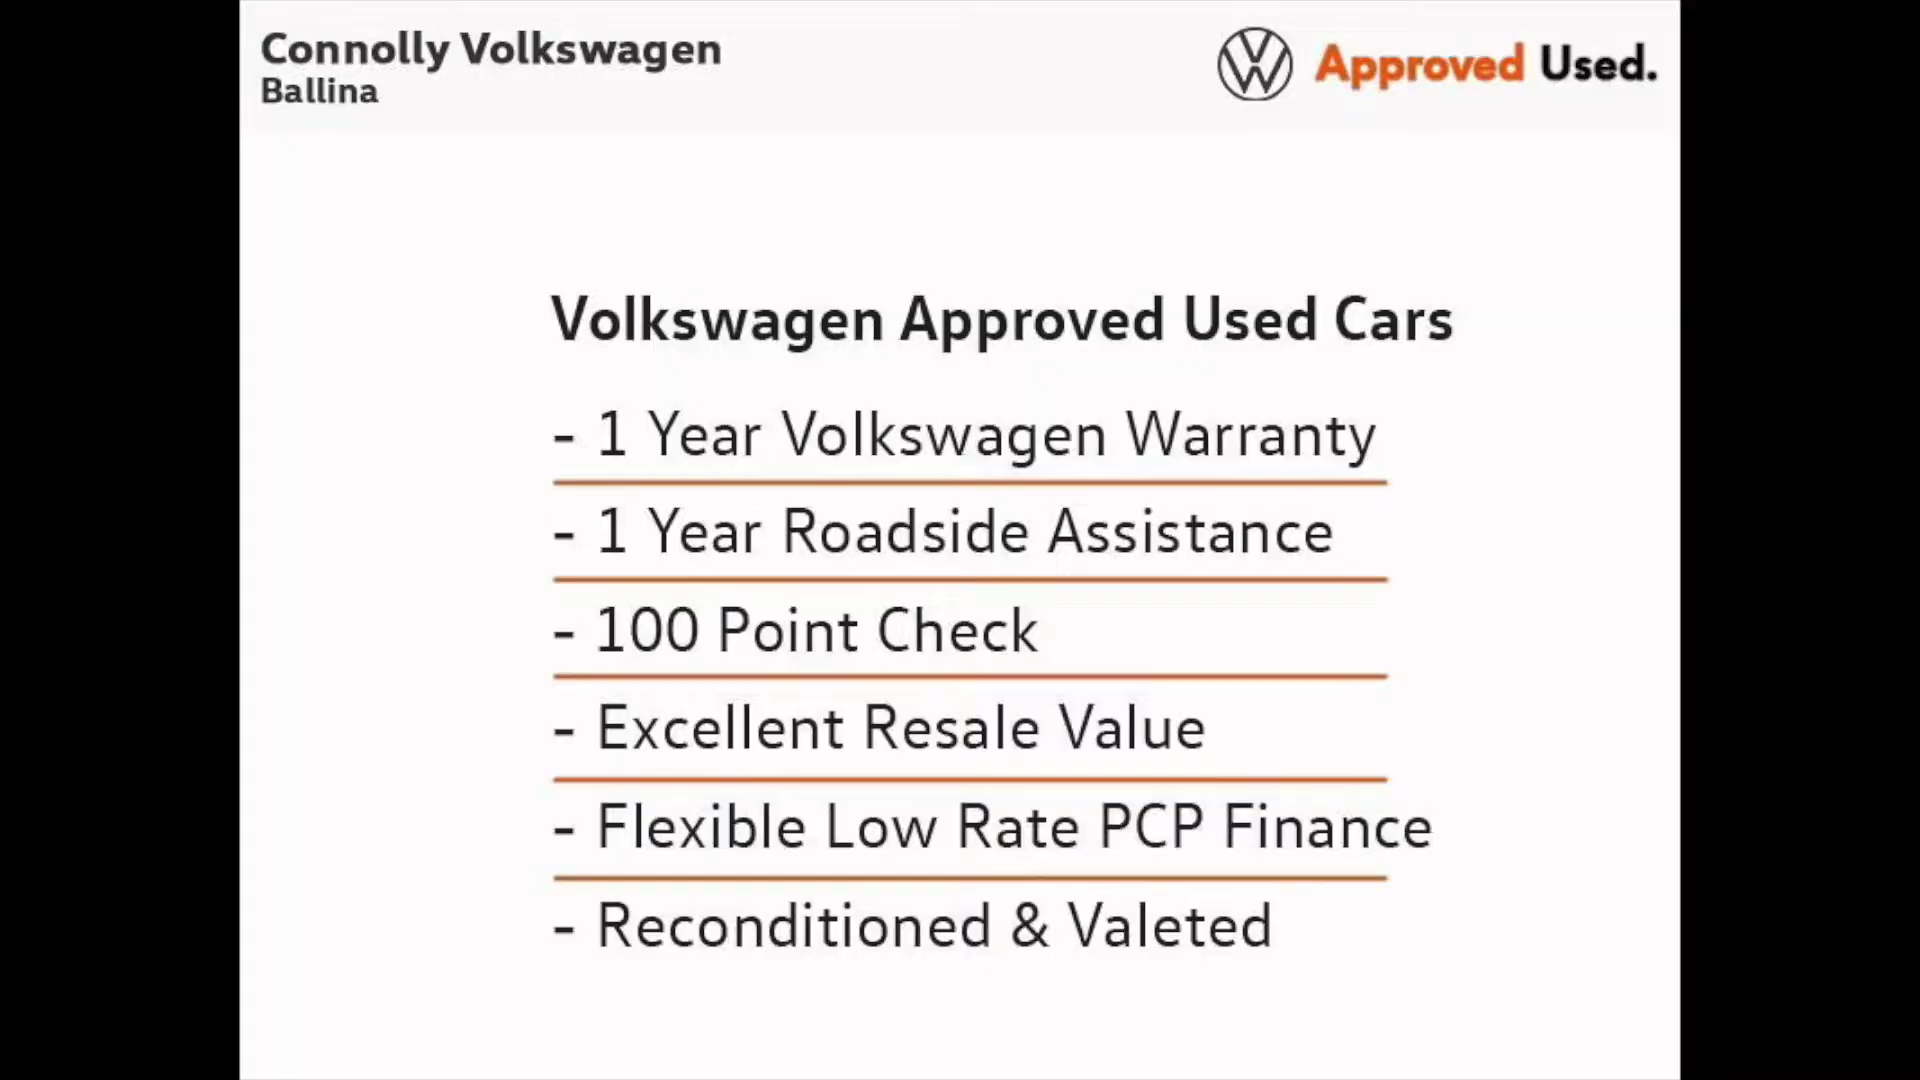 Connolly Volkswagen
Ballina
Approved Used.
Volkswagen Approved Used Cars
- 1 Year Volkswagen Warranty
- 1 Year Roadside Assistance
- 100 Point Check
- Excellent Resale Value
- Flexible Low Rate PCP Finance
- Reconditioned & Valeted